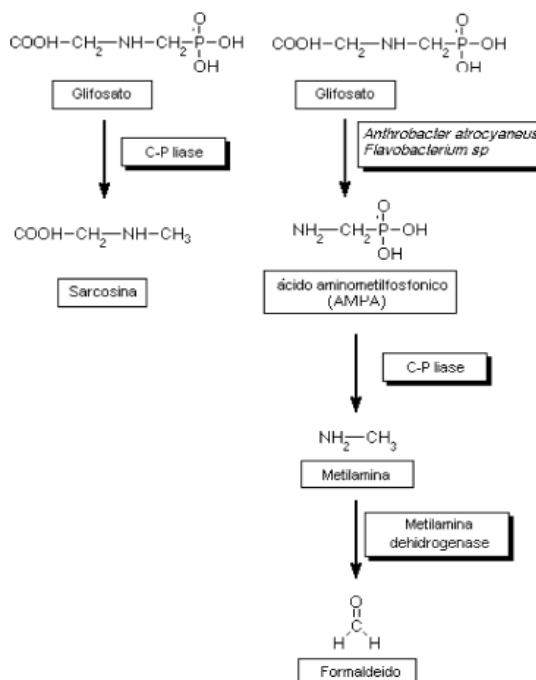 COOH—CH₂—NH—CH₂—P(O)(OH)—OH
COOH—CH₂—NH—CH₂—P(O)(OH)—OH
Glifosato
Glifosato
C-P liase
Anthrobacter atrocyaneus
Flavobacterium sp
COOH—CH₂—NH—CH₃
NH₂—CH₂—P(O)(OH)—OH
Sarcosina
ácido aminometilfosfonico
(AMPA)
C-P liase
NH₂—CH₃
Metilamina
Metilamina
dehidrogenase
O
C
H H
Formaldeido